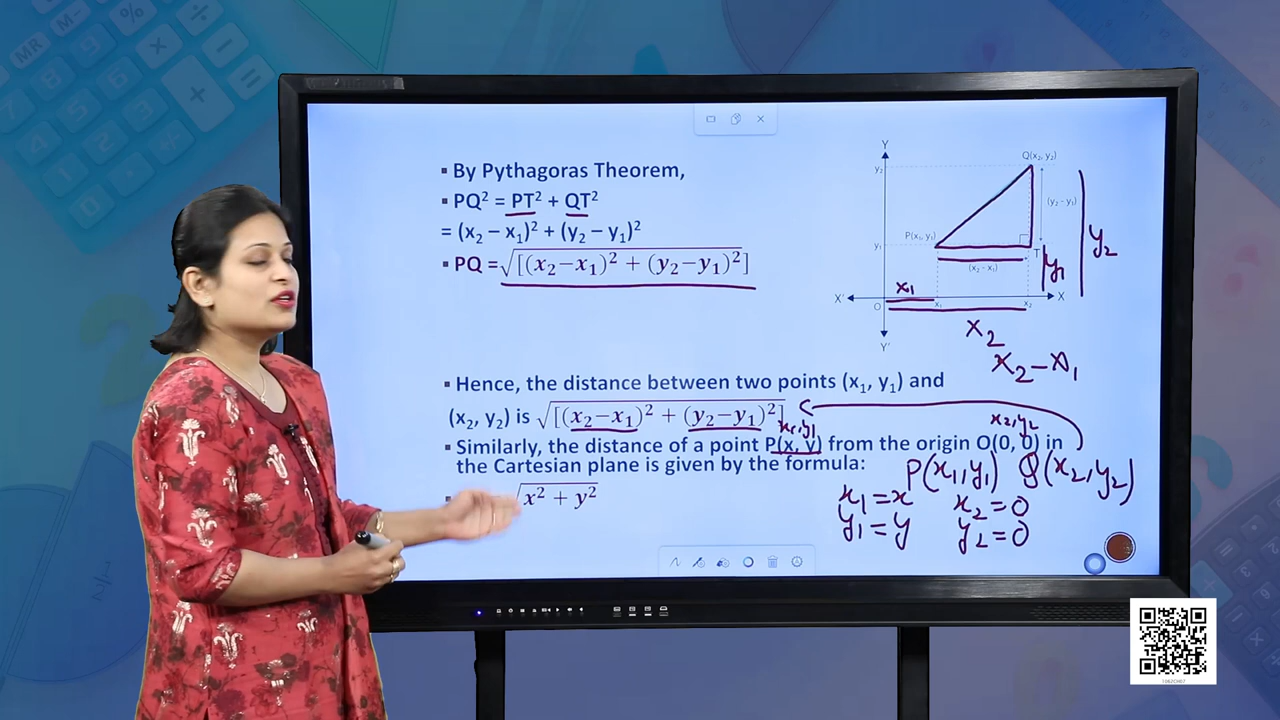 ▪ By Pythagoras Theorem,
▪ PQ² = PT² + QT²
= (x₂ – x₁)² + (y₂ – y₁)²
▪ PQ = √[(x₂−x₁)² + (y₂−y₁)²]
Y
y₂
Q(x₂, y₂)
(y₂ – y₁)
y₂
P(x₁, y₁)
y₁
T
y₁
(x₂ - x₁)
x₁
X'
X
O
x₁
x₂
x₂
Y'
x₂−x₁
▪ Hence, the distance between two points (x₁, y₁) and
(x₂, y₂) is √[(x₂−x₁)² + (y₂−y₁)²]
x₁,y₁
x₂,y₂
▪ Similarly, the distance of a point P(x, y) from the origin O(0, 0) in
the Cartesian plane is given by the formula:
√x² + y²
P(x₁,y₁) Q(x₂,y₂)
x₁=x x₂=0
y₁=y y₂=0